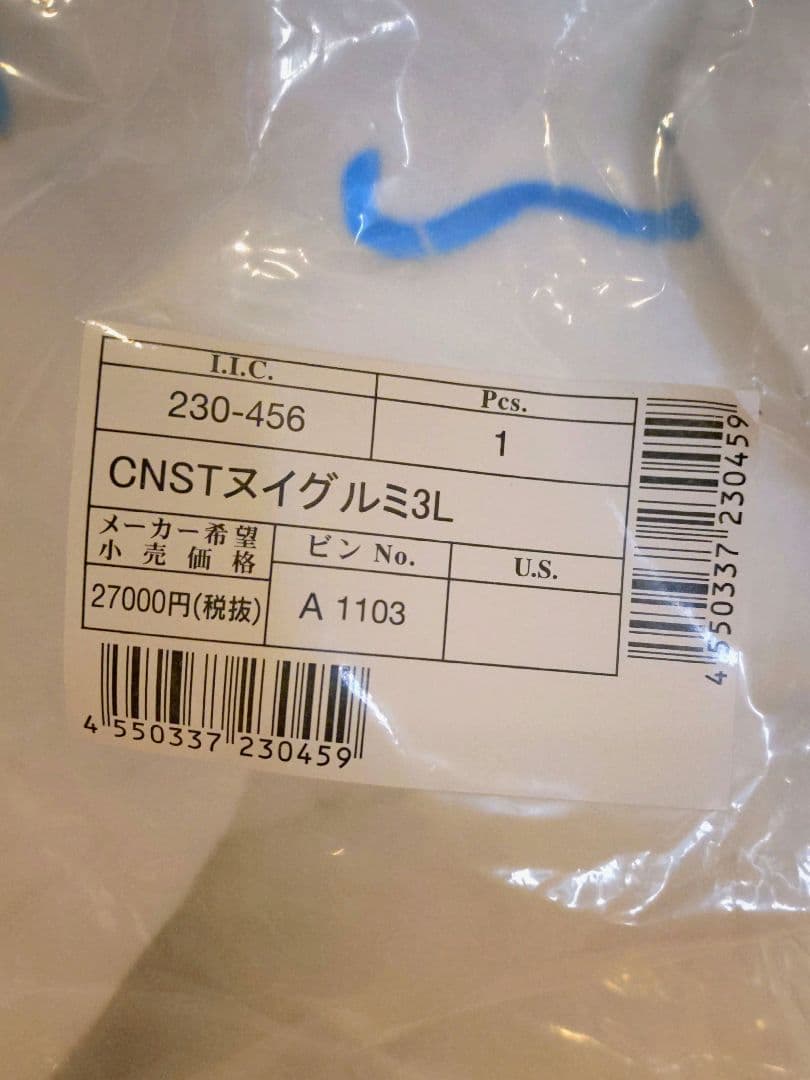 I.I.C.
Pcs.
230-456
1
CNSTヌイグルミ3L
メーカー希望
小売価格
ビン No.
U.S.
27000円(税抜)
A 1103
4 550337 230459
4 550337 230459